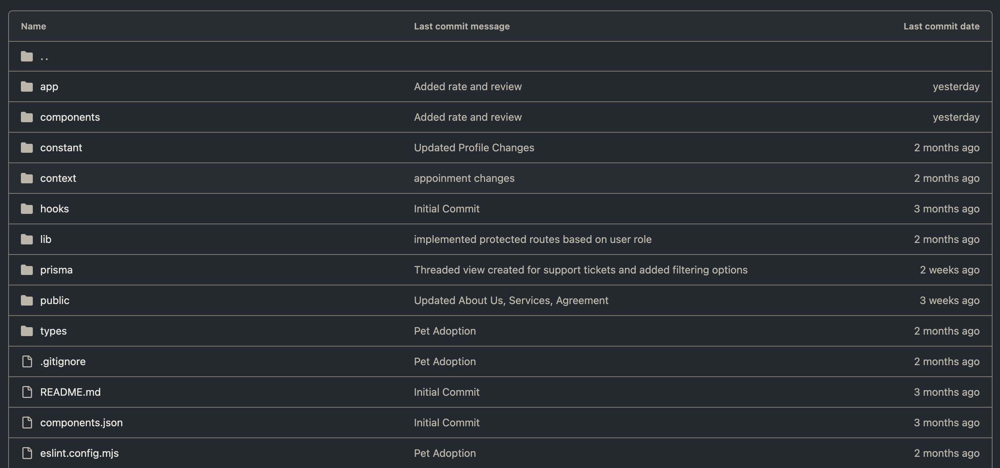 Name Last commit message Last commit date
..
app Added rate and review yesterday
components Added rate and review yesterday
constant Updated Profile Changes 2 months ago
context appoinment changes 2 months ago
hooks Initial Commit 3 months ago
lib implemented protected routes based on user role 2 months ago
prisma Threaded view created for support tickets and added filtering options 2 weeks ago
public Updated About Us, Services, Agreement 3 weeks ago
types Pet Adoption 2 months ago
.gitignore Pet Adoption 2 months ago
README.md Initial Commit 3 months ago
components.json Initial Commit 3 months ago
eslint.config.mjs Pet Adoption 2 months ago